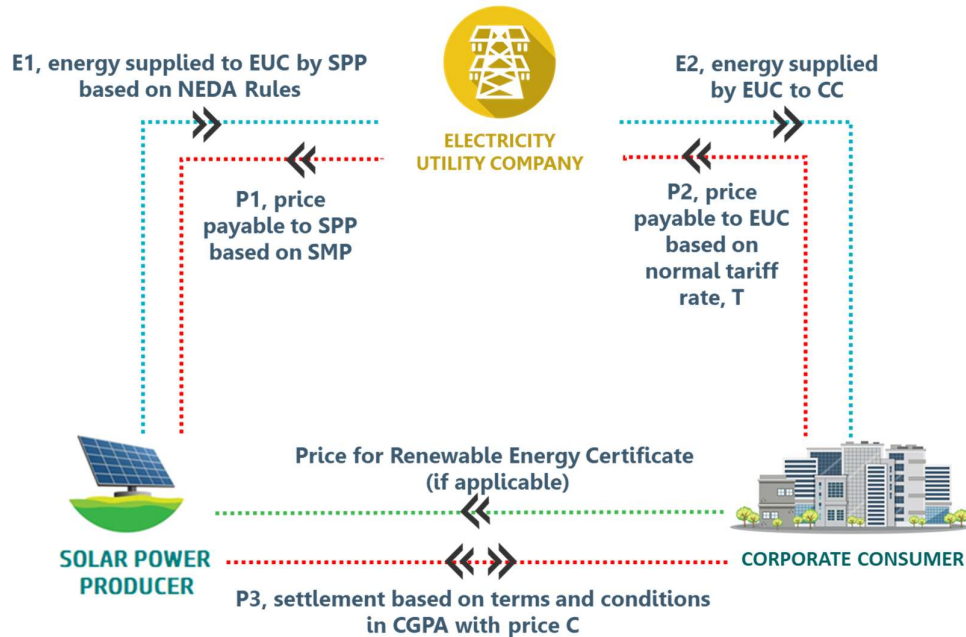 E1, energy supplied to EUC by SPP
based on NEDA Rules
ELECTRICITY
UTILITY COMPANY
E2, energy supplied
by EUC to CC
P1, price
payable to SPP
based on SMP
P2, price
payable to EUC
based on
normal tariff
rate, T
Price for Renewable Energy Certificate
(if applicable)
SOLAR POWER
PRODUCER
CORPORATE CONSUMER
P3, settlement based on terms and conditions
in CGPA with price C